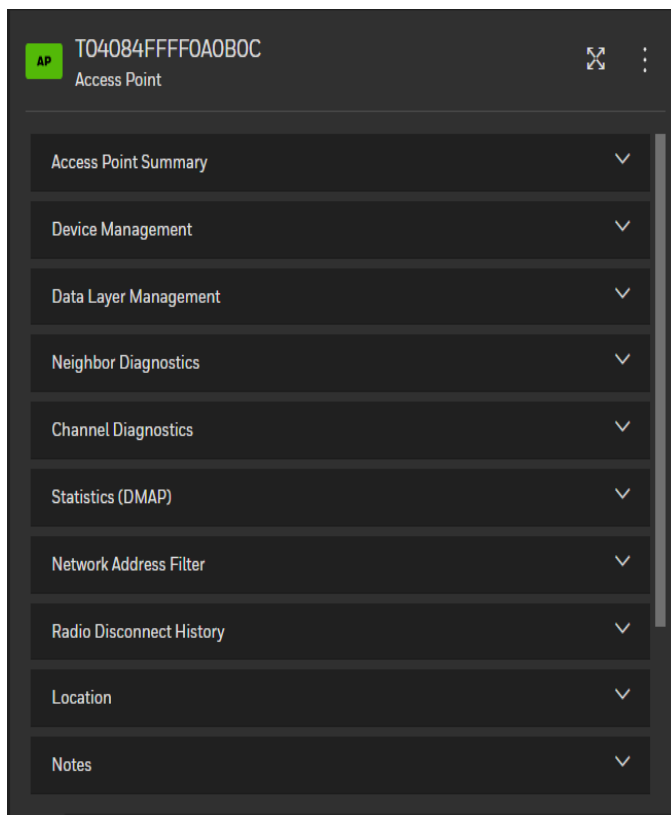 AP
T04084FFFF0A0B0C
Access Point
Access Point Summary
Device Management
Data Layer Management
Neighbor Diagnostics
Channel Diagnostics
Statistics (DMAP)
Network Address Filter
Radio Disconnect History
Location
Notes